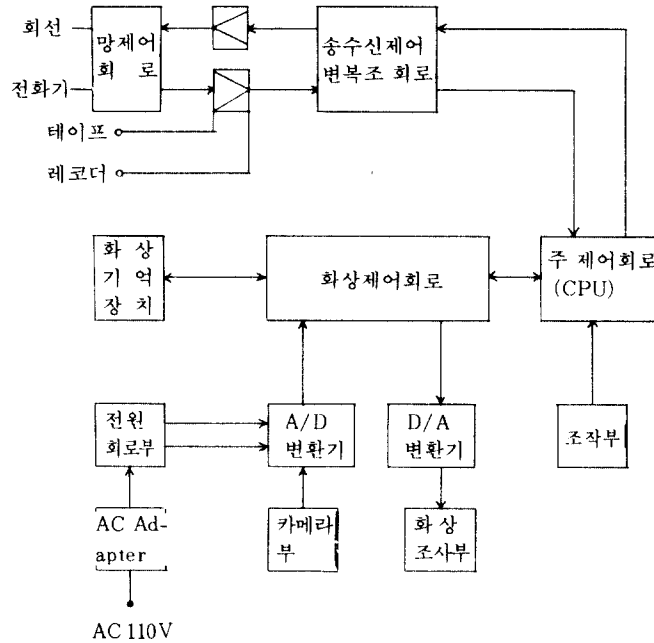 회선
망제어
회 로
송수신제어
변복조 회로
전화기
테이프
레코더
화 상
기 억
장 치
화상제어회로
주 제어회로
(CPU)
전 원
회로부
A/D
변환기
D/A
변환기
조작부
AC Ad-
apter
카메라
부
화 상
조사부
AC 110V